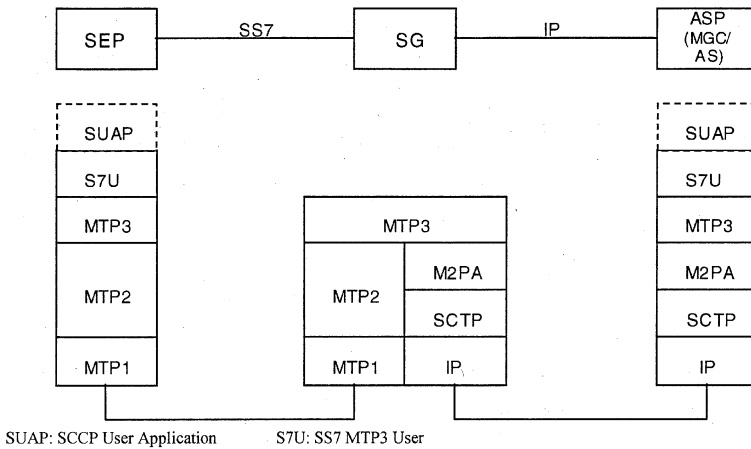 SEP SS7 SG IP ASP
(MGC/
AS)
SUAP SUAP
S7U S7U
MTP3 MTP3 MTP3
MTP2 MTP2 M2PA M2PA
SCTP SCTP
MTP1 MTP1 IP IP
SUAP: SCCP User Application S7U: SS7 MTP3 User